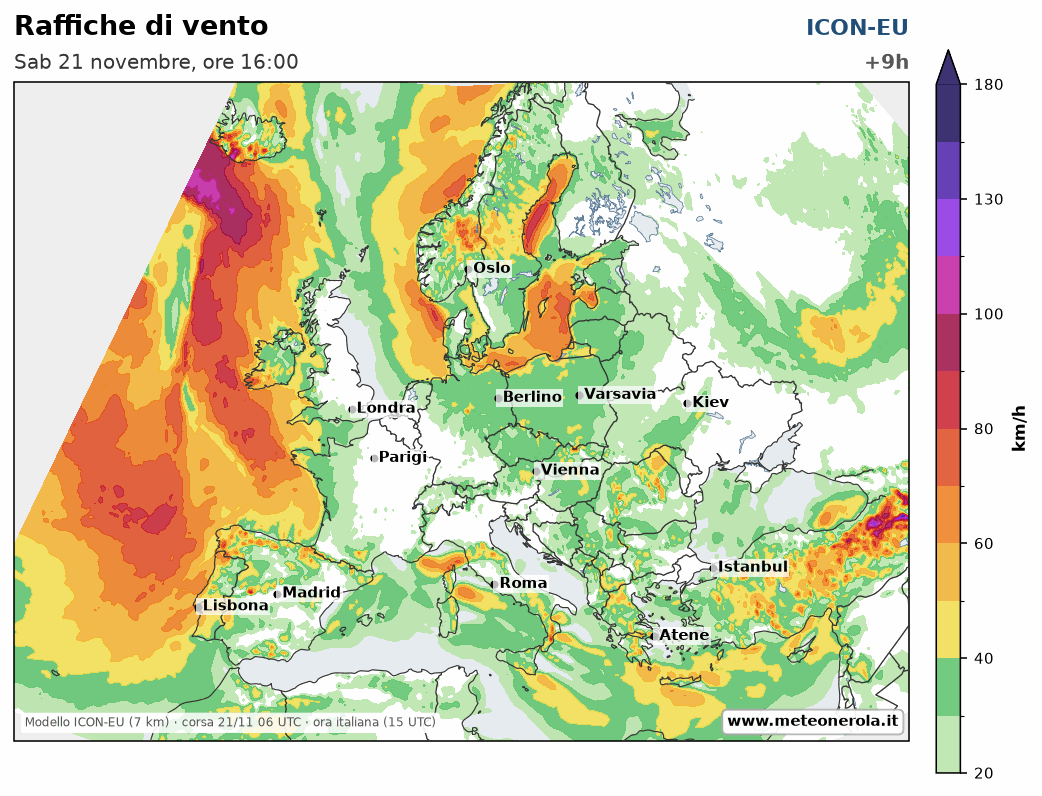 Raffiche di vento
ICON-EU
Sab 21 novembre, ore 16:00
+9h
180
130
100
80
60
40
20
km/h
Oslo
Berlino
Varsavia
Kiev
Londra
Parigi
Vienna
Istanbul
Roma
Madrid
Lisbona
Atene
Modello ICON-EU (7 km) · corsa 21/11 06 UTC · ora italiana (15 UTC)
www.meteonerola.it